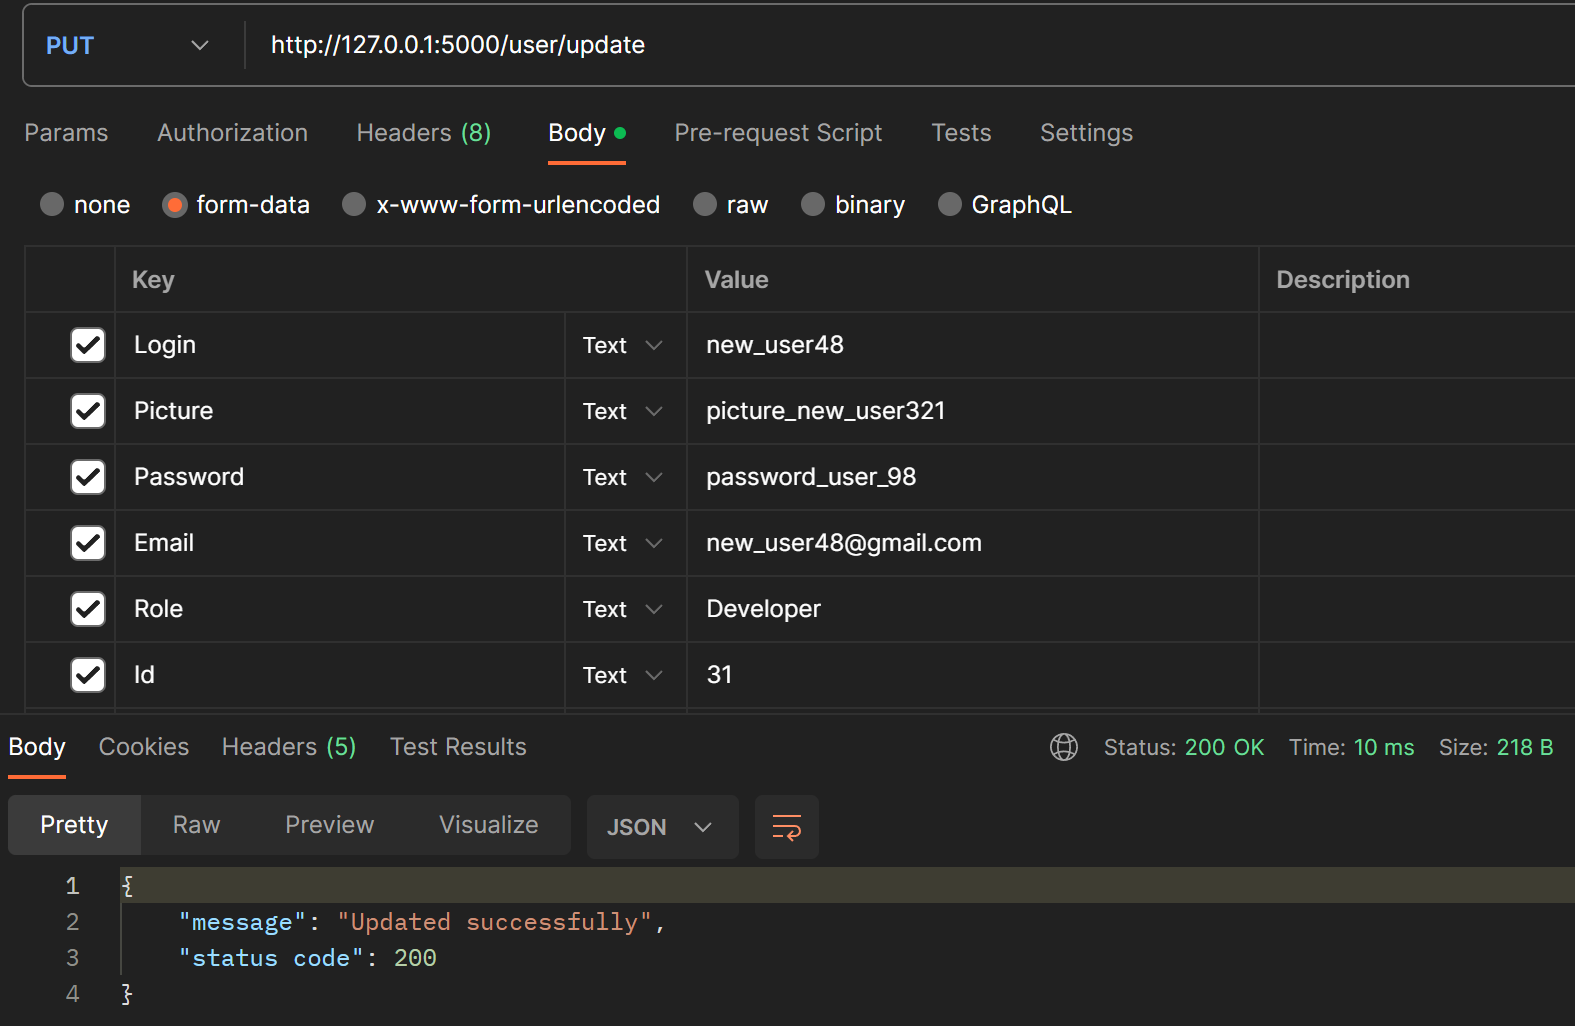 PUT http://127.0.0.1:5000/user/update
Params Authorization Headers (8) Body Pre-request Script Tests Settings
none form-data x-www-form-urlencoded raw binary GraphQL
Key Value Description
Login Text new_user48
Picture Text picture_new_user321
Password Text password_user_98
Email Text new_user48@gmail.com
Role Text Developer
Id Text 31
Body Cookies Headers (5) Test Results Status: 200 OK Time: 10 ms Size: 218 B
Pretty Raw Preview Visualize JSON
1 {
2 "message": "Updated successfully",
3 "status code": 200
4 }